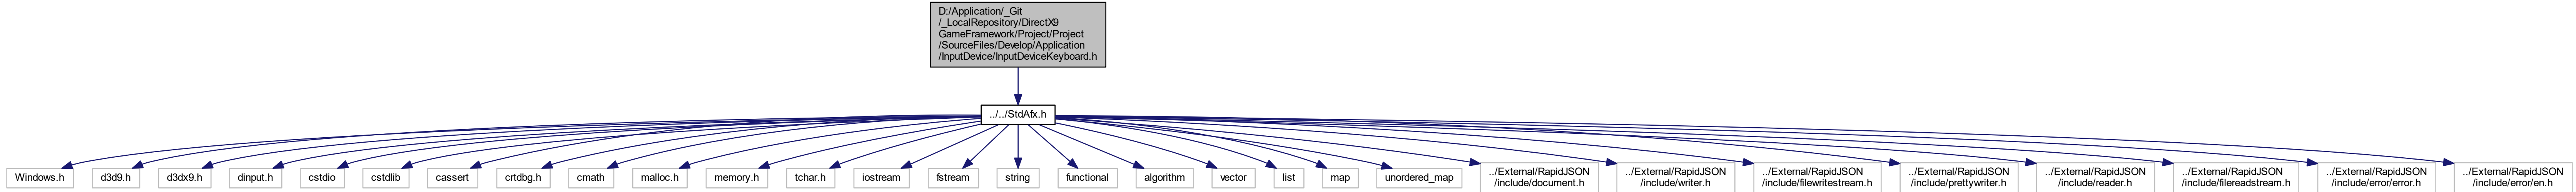 D:/Application/_Git
/_LocalRepository/DirectX9
GameFramework/Project/Project
/SourceFiles/Develop/Application
/InputDevice/InputDeviceKeyboard.h
../../StdAfx.h
Windows.h
d3d9.h
d3dx9.h
dinput.h
cstdio
cstdlib
cassert
crtdbg.h
cmath
malloc.h
memory.h
tchar.h
iostream
fstream
string
functional
algorithm
vector
list
map
unordered_map
../External/RapidJSON
/include/document.h
../External/RapidJSON
/include/writer.h
../External/RapidJSON
/include/filewritestream.h
../External/RapidJSON
/include/prettywriter.h
../External/RapidJSON
/include/reader.h
../External/RapidJSON
/include/filereadstream.h
../External/RapidJSON
/include/error/error.h
../External/RapidJSON
/include/error/en.h